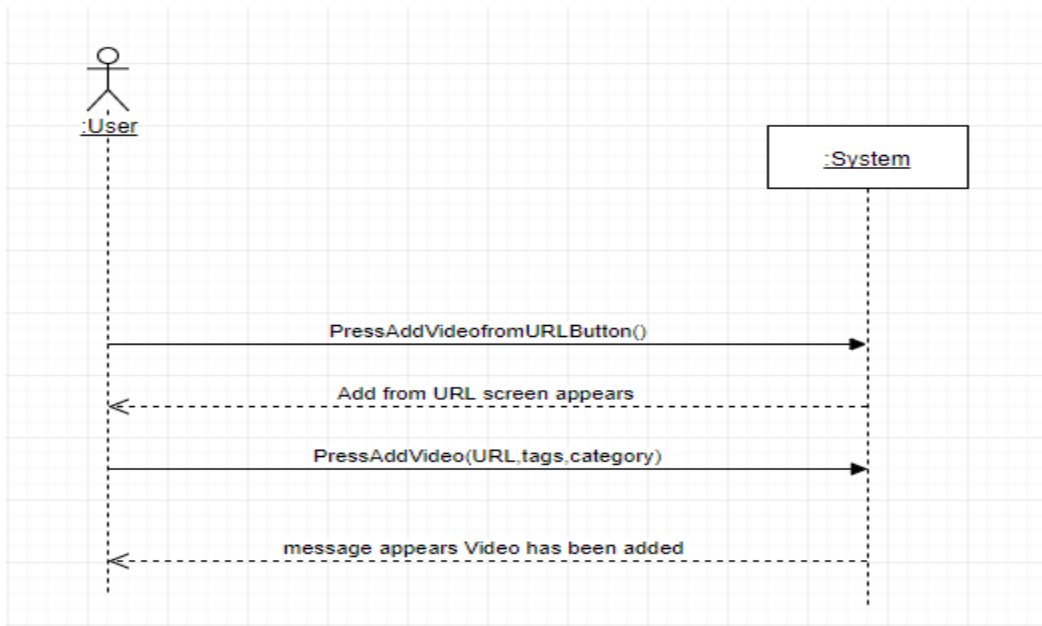 :User
:System
PressAddVideofromURLButton()
Add from URL screen appears
PressAddVideo(URL,tags,category)
message appears Video has been added